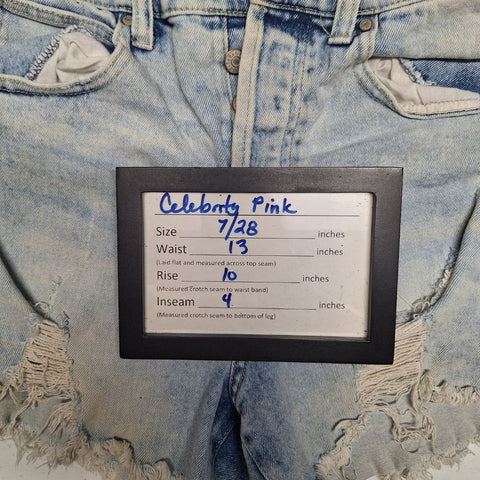 Celebrity Pink
Size 7/28 inches
Waist 13 inches
(Laid flat and measured across top seam)
Rise 10 inches
(Measured crotch seam to waist band)
Inseam 4 inches
(Measured crotch seam to bottom of leg)